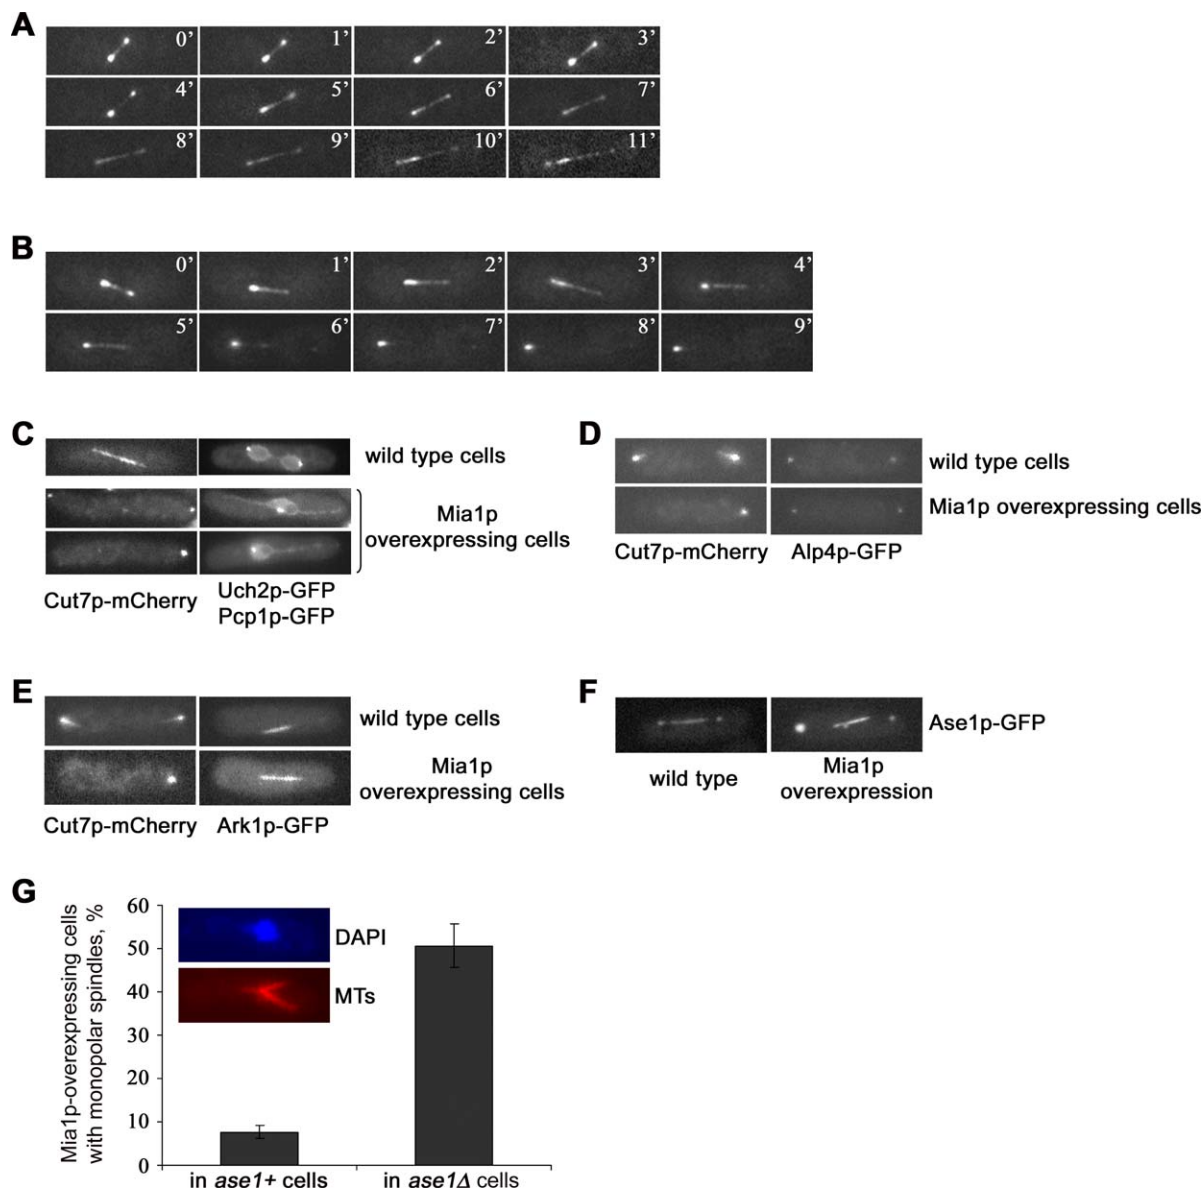 A
0’ 1’ 2’ 3’
4’ 5’ 6’ 7’
8’ 9’ 10’ 11’
B
0’ 1’ 2’ 3’ 4’
5’ 6’ 7’ 8’ 9’
C
wild type cells
Mia1p
overexpressing cells
Cut7p-mCherry
Uch2p-GFP
Pcp1p-GFP
D
wild type cells
Mia1p overexpressing cells
Cut7p-mCherry
Alp4p-GFP
E
wild type cells
Mia1p
overexpressing cells
Cut7p-mCherry
Ark1p-GFP
F
Ase1p-GFP
wild type
Mia1p
overexpression
G
Mia1p-overexpressing cells
with monopolar spindles, %
60
50
40
30
20
10
0
DAPI
MTs
in ase1+ cells
in ase1Δ cells